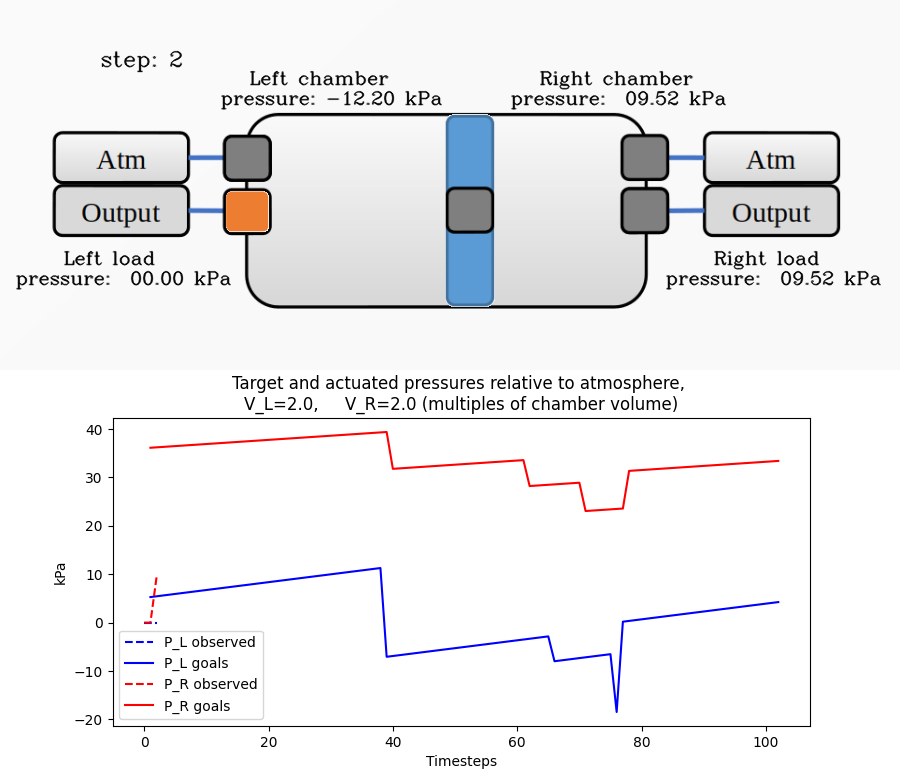 step: 2
Left chamber
pressure: −12.20 kPa
Right chamber
pressure: 09.52 kPa
Atm
Output
Atm
Output
Left load
pressure: 00.00 kPa
Right load
pressure: 09.52 kPa
Target and actuated pressures relative to atmosphere,
V_L=2.0, V_R=2.0 (multiples of chamber volume)
40
30
20
10
0
−10
−20
kPa
P_L observed
P_L goals
P_R observed
P_R goals
0 20 40 60 80 100
Timesteps